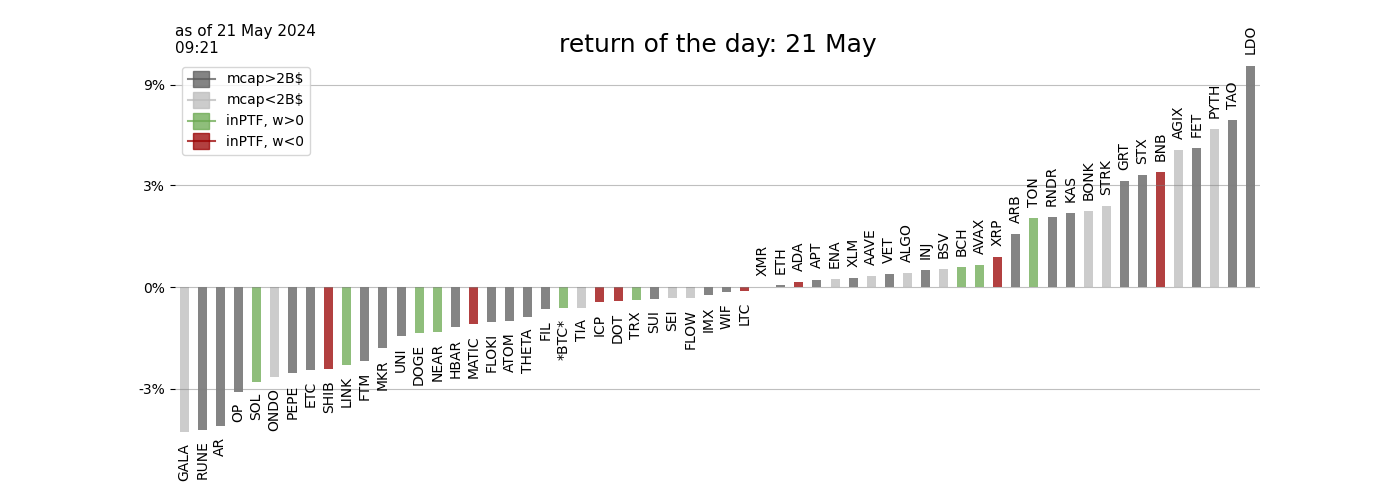 as of 21 May 2024
09:21
return of the day: 21 May
mcap>2B$
mcap<2B$
inPTF, w>0
inPTF, w<0
9%
3%
0%
-3%
GALA
RUNE
AR
OP
SOL
ONDO
PEPE
ETC
SHIB
LINK
FTM
MKR
UNI
DOGE
NEAR
HBAR
MATIC
FLOKI
ATOM
THETA
FIL
*BTC*
TIA
ICP
DOT
TRX
SUI
SEI
FLOW
IMX
WIF
LTC
XMR
ETH
ADA
APT
ENA
XLM
AAVE
VET
ALGO
INJ
BSV
BCH
AVAX
XRP
ARB
TON
RNDR
KAS
BONK
STRK
GRT
STX
BNB
AGIX
FET
PYTH
TAO
LDO